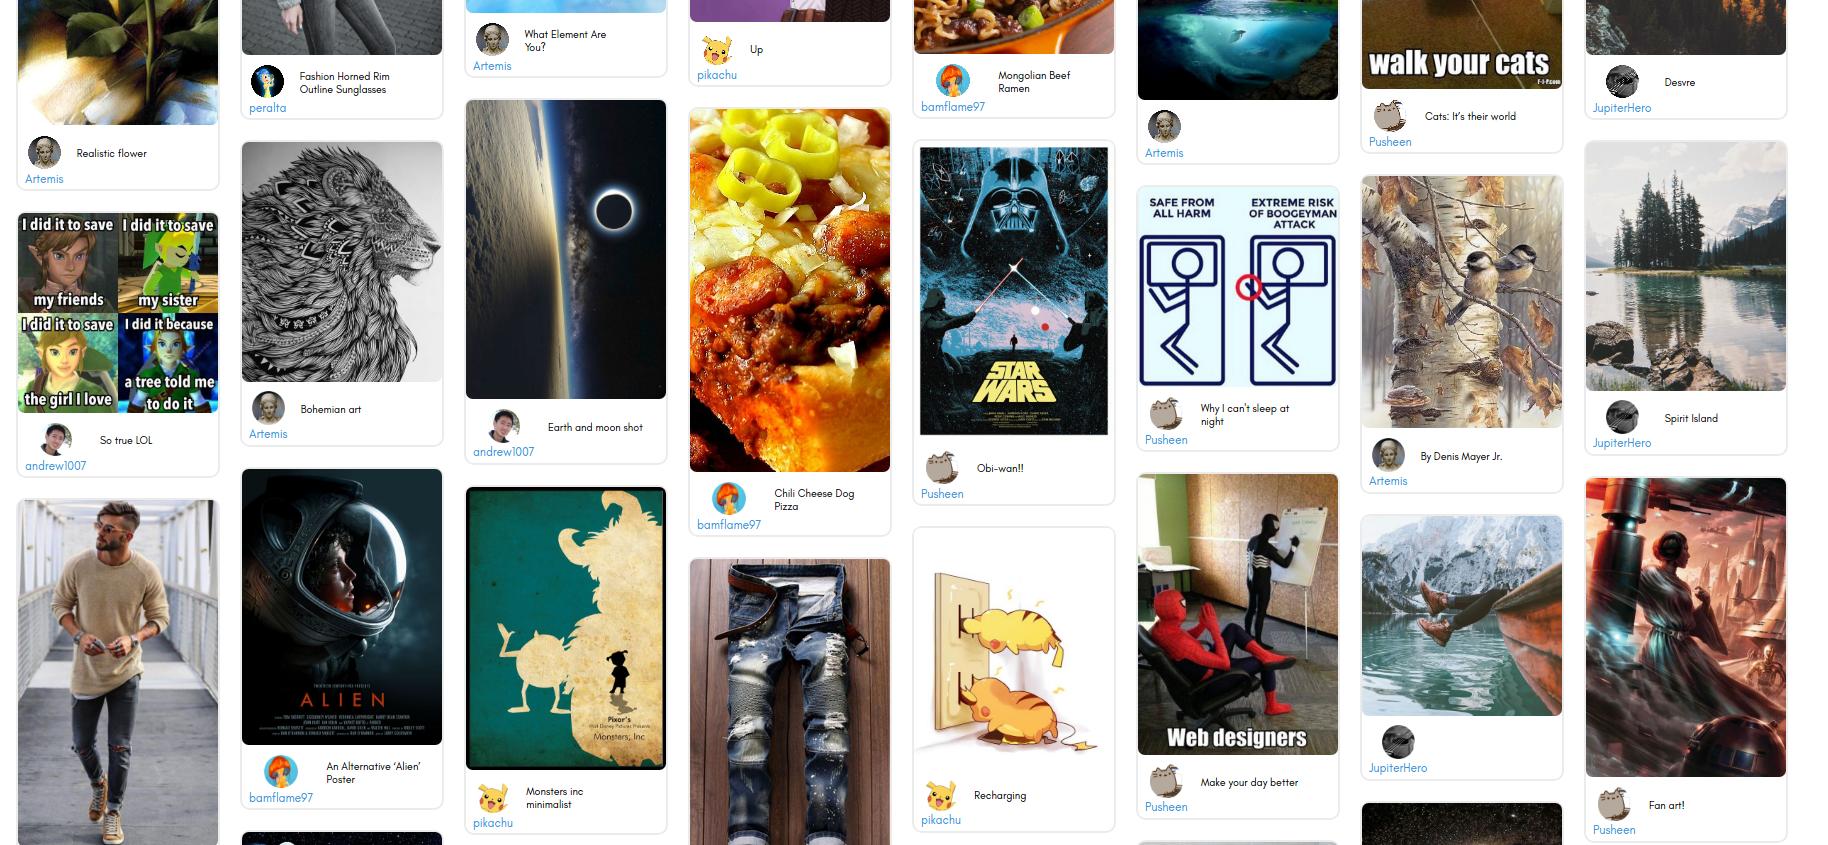 Realistic flower
Artemis
I did it to save
my friends
I did it to save
my sister
I did it to save
the girl I love
I did it because
a tree told me
to do it
So true LOL
andrew1007
Fashion Horned Rim
Outline Sunglasses
peralta
Bohemian art
Artemis
ALIEN
An Alternative ‘Alien’
Poster
bamflame97
What Element Are
You?
Artemis
Earth and moon shot
andrew1007
Pixar's
Walt Disney Pictures Presents
Monsters, Inc
Monsters inc
minimalist
pikachu
Up
pikachu
Chili Cheese Dog
Pizza
bamflame97
Mongolian Beef
Ramen
bamflame97
STAR
WARS
Obi-wan!!
Pusheen
Recharging
pikachu
Artemis
SAFE FROM
ALL HARM
EXTREME RISK
OF BOOGEYMAN
ATTACK
Why I can't sleep at
night
Pusheen
Web designers
Make your day better
Pusheen
walk your cats
F-I-P.com
Cats: It's their world
Pusheen
By Denis Mayer Jr.
Artemis
JupiterHero
Desvre
JupiterHero
Spirit Island
JupiterHero
Fan art!
Pusheen